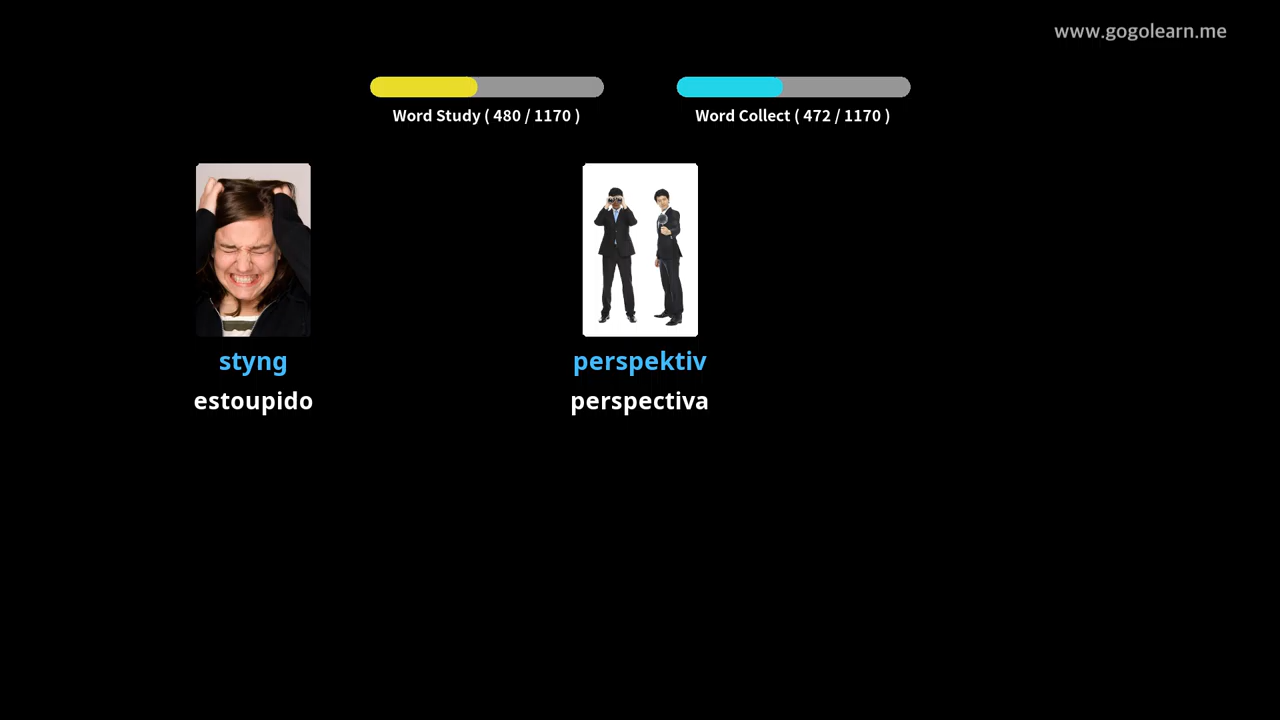 www.gogolearn.me
Word Study ( 480 / 1170 )
Word Collect ( 472 / 1170 )
styng
perspektiv
estoupido
perspectiva